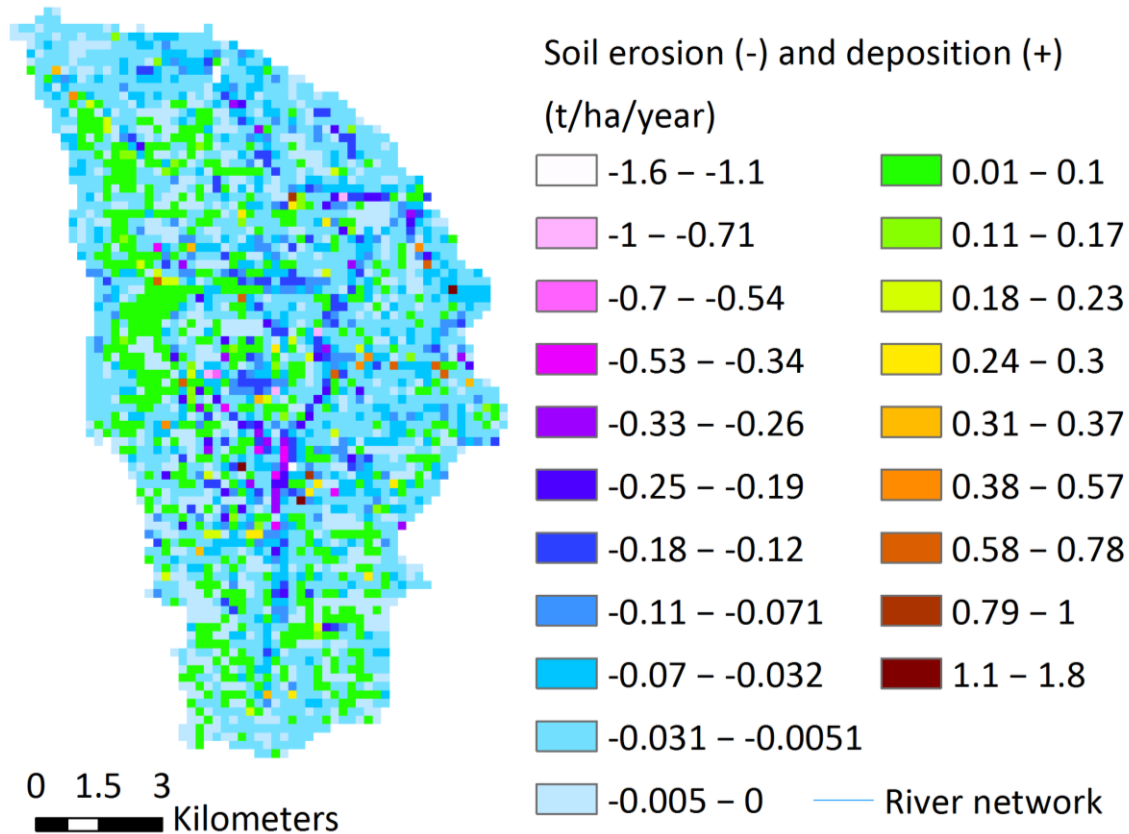 Soil erosion (-) and deposition (+)
(t/ha/year)
-1.6 – -1.1
-1 – -0.71
-0.7 – -0.54
-0.53 – -0.34
-0.33 – -0.26
-0.25 – -0.19
-0.18 – -0.12
-0.11 – -0.071
-0.07 – -0.032
-0.031 – -0.0051
-0.005 – 0
0.01 – 0.1
0.11 – 0.17
0.18 – 0.23
0.24 – 0.3
0.31 – 0.37
0.38 – 0.57
0.58 – 0.78
0.79 – 1
1.1 – 1.8
River network
0 1.5 3
Kilometers